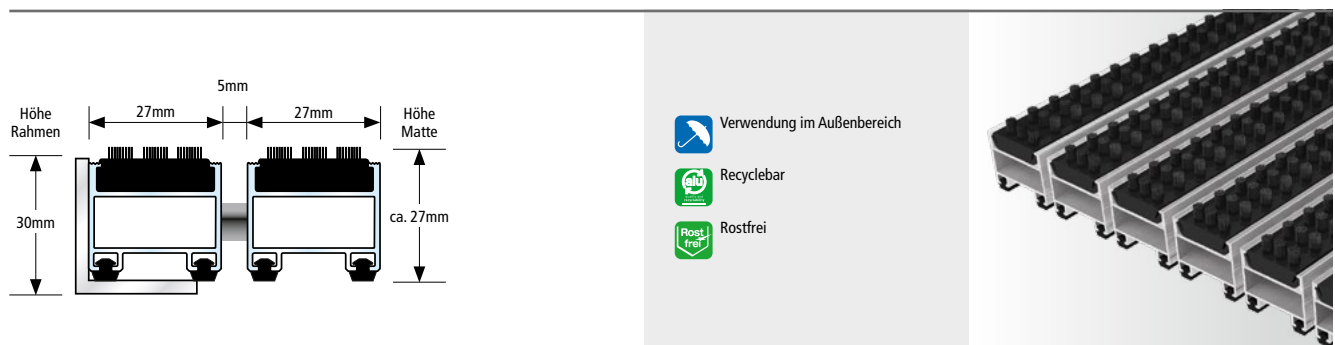 5mm
Höhe
Rahmen
27mm
27mm
Höhe
Matte
30mm
ca. 27mm
Verwendung im Außenbereich
alu
Recyclebar
Rost
frei
Rostfrei